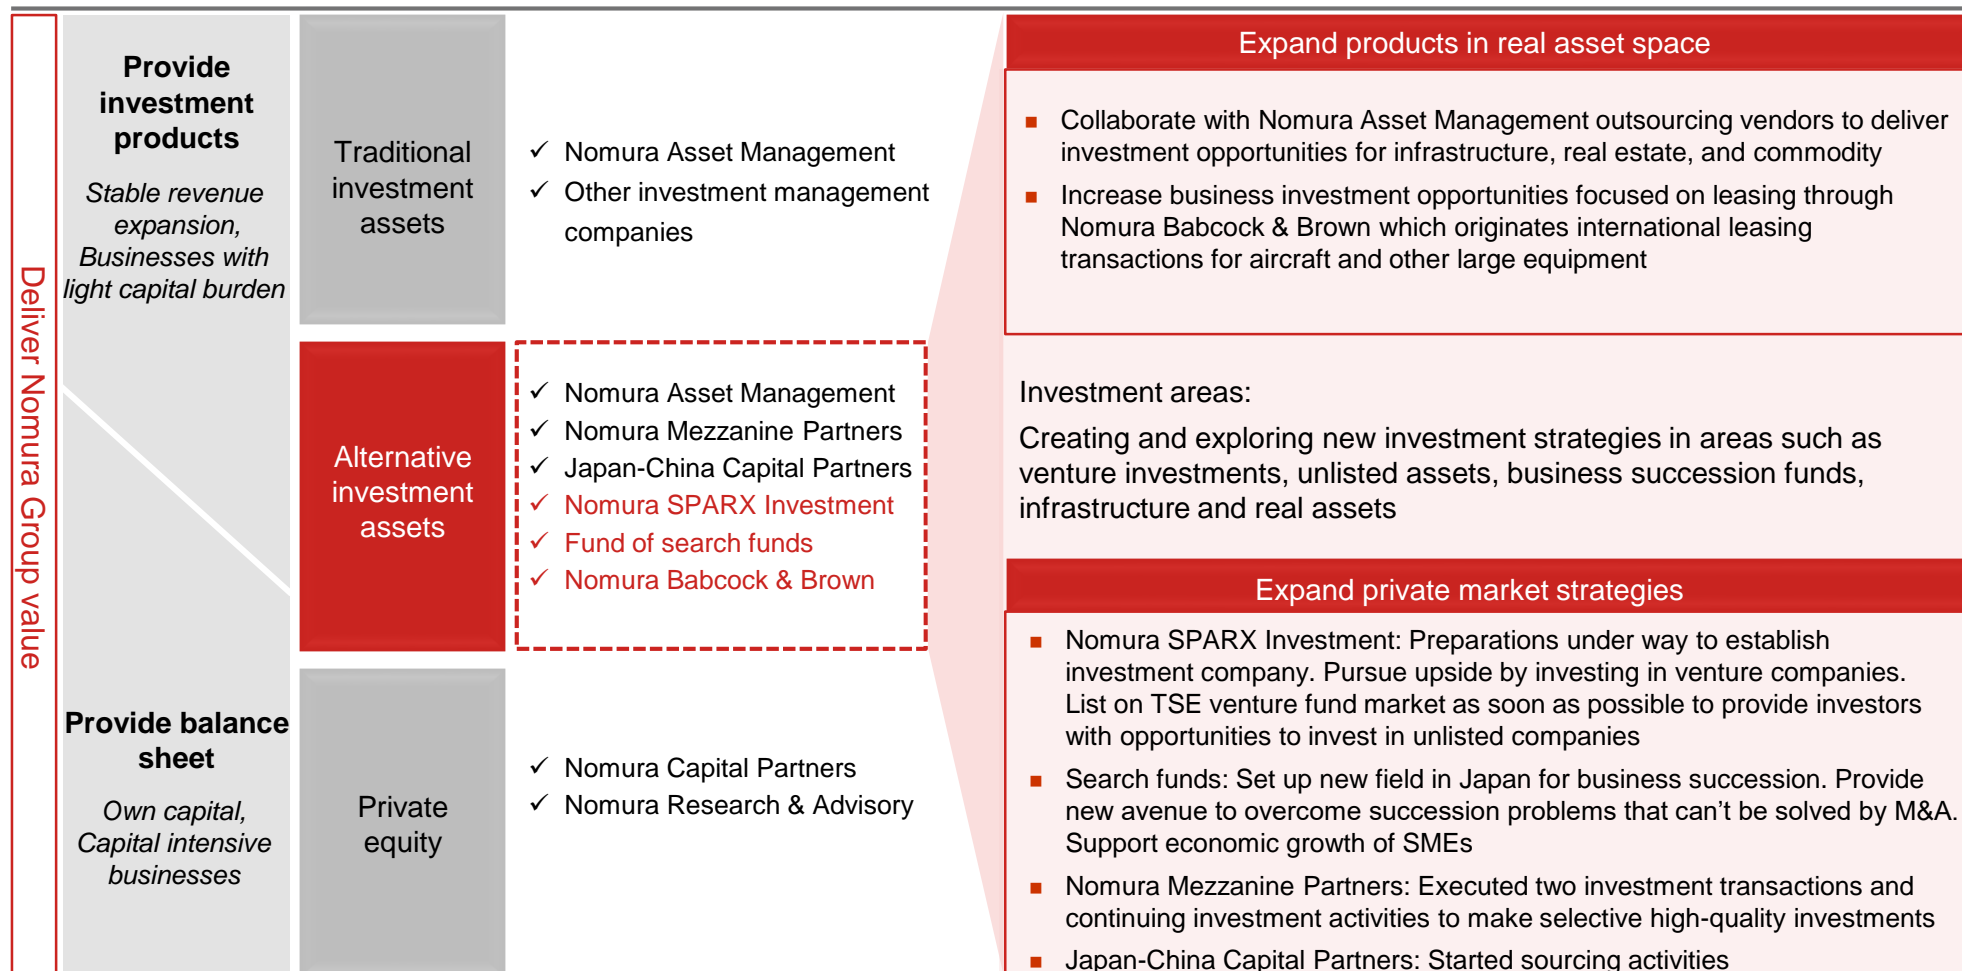 Deliver Nomura Group value
Provide
investment
products
Stable revenue
expansion,
Businesses with
light capital burden
Provide balance
sheet
Own capital,
Capital intensive
businesses
Traditional
investment
assets
✓ Nomura Asset Management
✓ Other investment management
companies
Alternative
investment
assets
✓ Nomura Asset Management
✓ Nomura Mezzanine Partners
✓ Japan-China Capital Partners
✓ Nomura SPARX Investment
✓ Fund of search funds
✓ Nomura Babcock & Brown
Private
equity
✓ Nomura Capital Partners
✓ Nomura Research & Advisory
Expand products in real asset space
■ Collaborate with Nomura Asset Management outsourcing vendors to deliver
investment opportunities for infrastructure, real estate, and commodity
■ Increase business investment opportunities focused on leasing through
Nomura Babcock & Brown which originates international leasing
transactions for aircraft and other large equipment
Investment areas:
Creating and exploring new investment strategies in areas such as
venture investments, unlisted assets, business succession funds,
infrastructure and real assets
Expand private market strategies
■ Nomura SPARX Investment: Preparations under way to establish
investment company. Pursue upside by investing in venture companies.
List on TSE venture fund market as soon as possible to provide investors
with opportunities to invest in unlisted companies
■ Search funds: Set up new field in Japan for business succession. Provide
new avenue to overcome succession problems that can’t be solved by M&A.
Support economic growth of SMEs
■ Nomura Mezzanine Partners: Executed two investment transactions and
continuing investment activities to make selective high-quality investments
■ Japan-China Capital Partners: Started sourcing activities